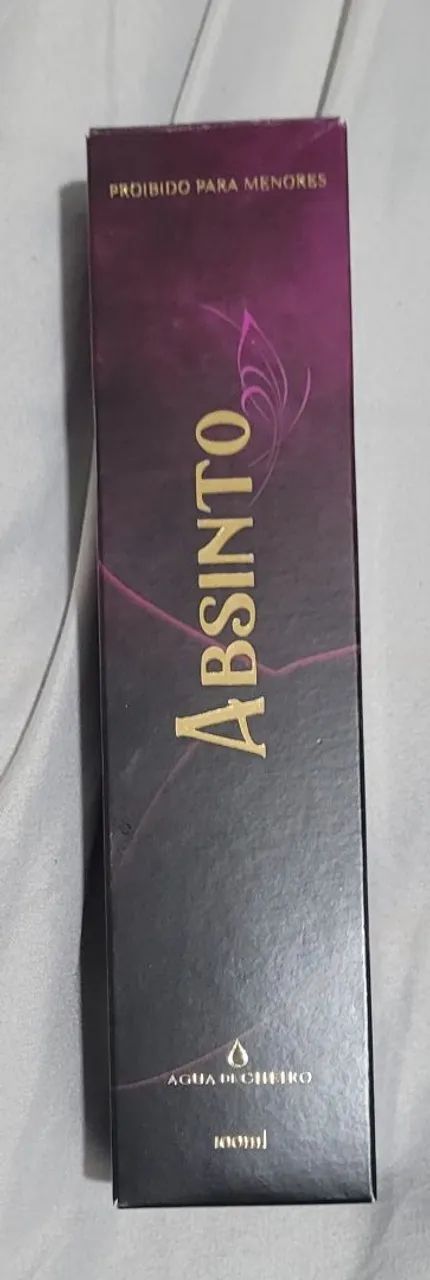 PROIBIDO PARA MENORES
ABSINTO
ÁGUA DE CHEIRO
100ml